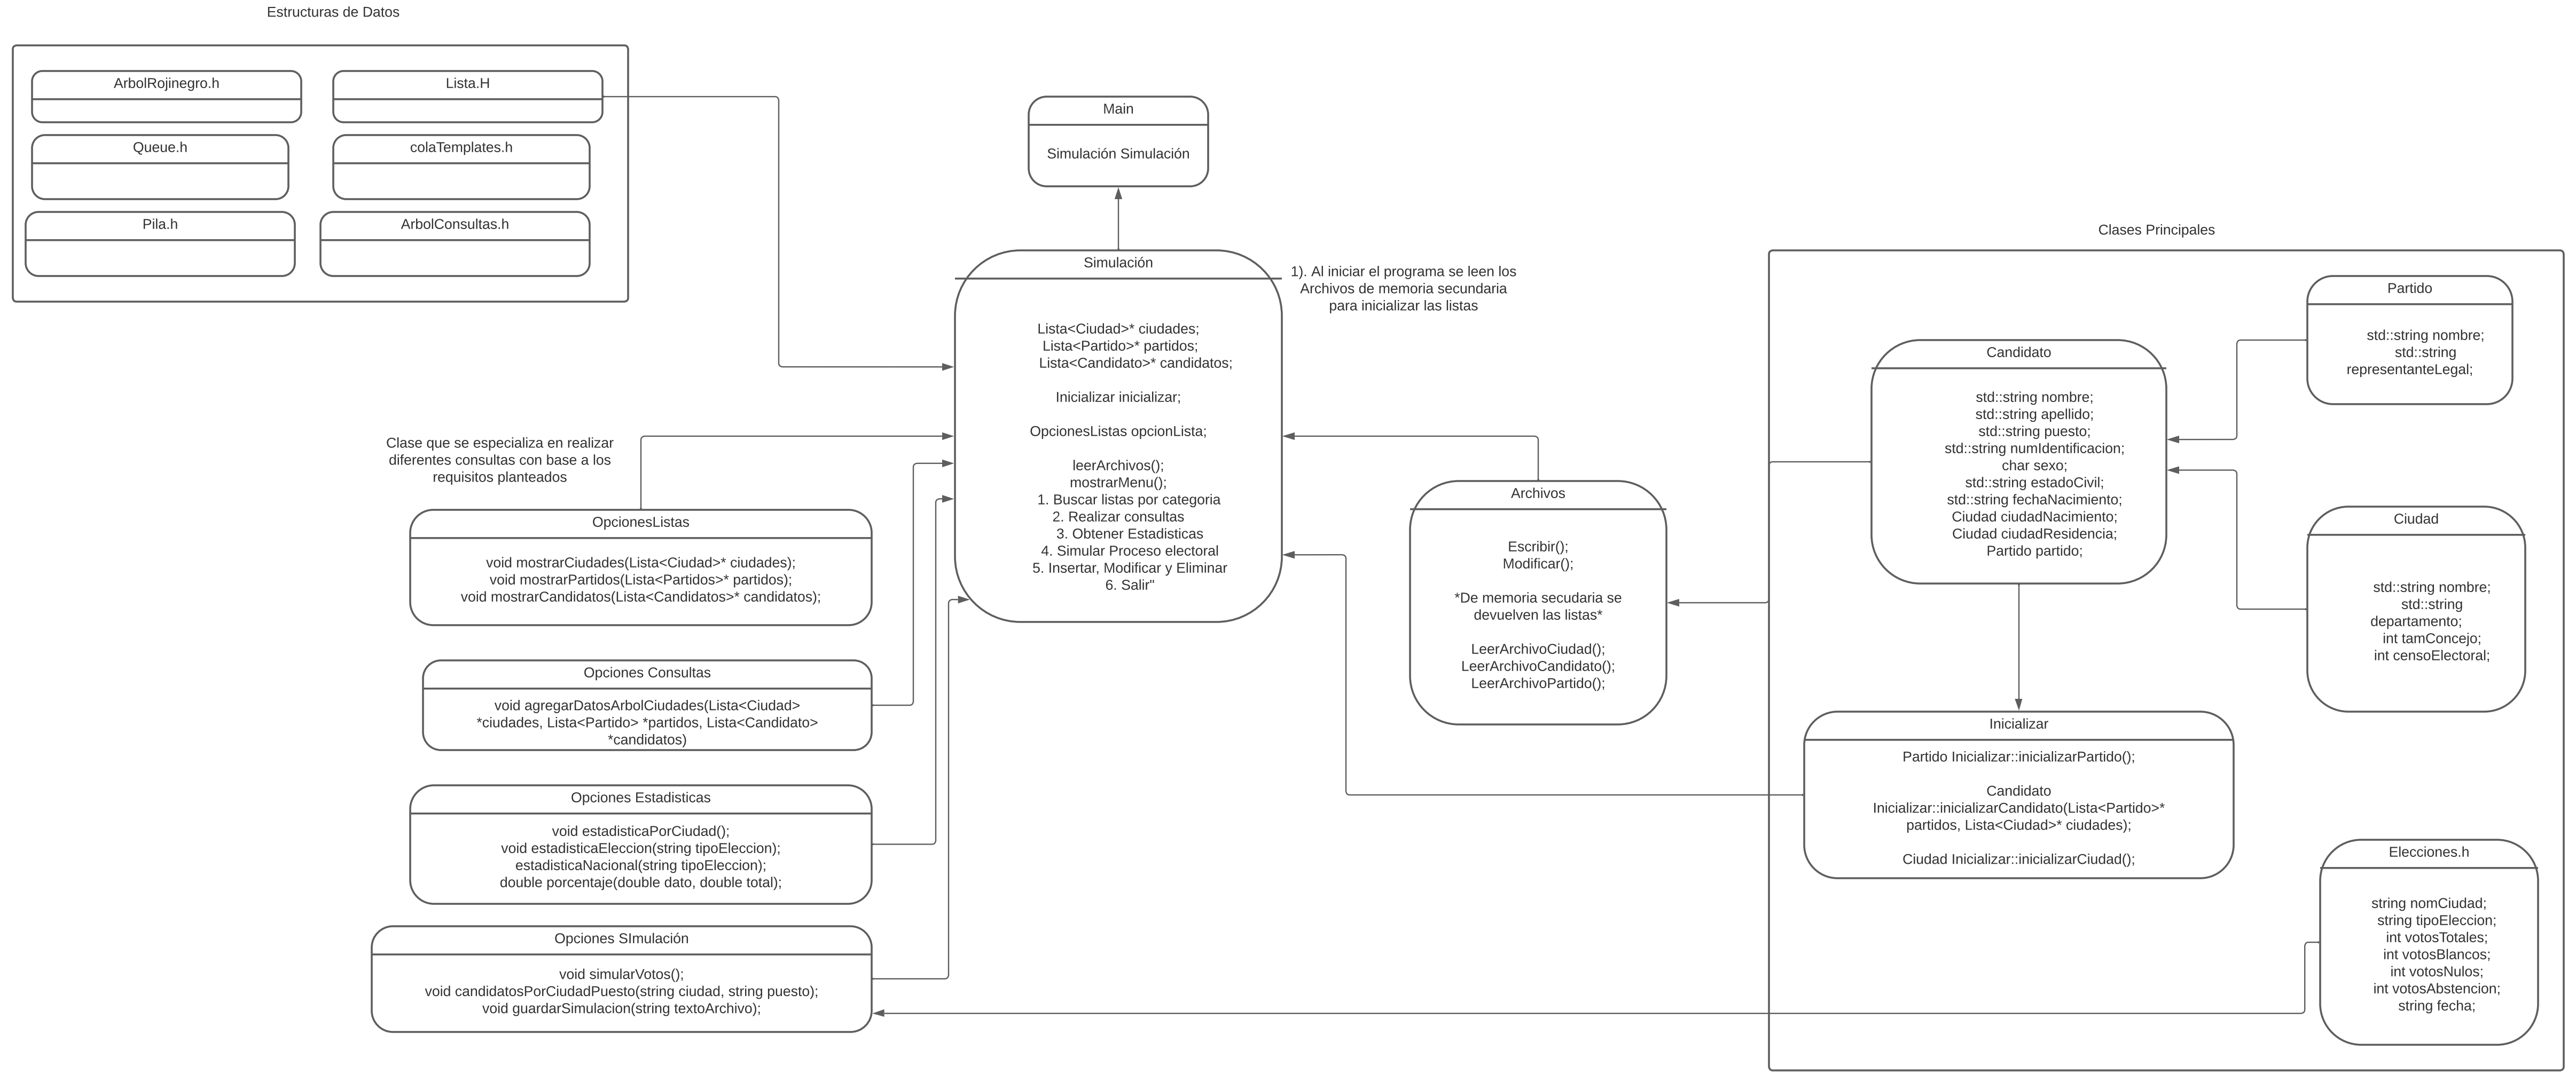 Estructuras de Datos
ArbolRojinegro.h
Lista.H
Queue.h
colaTemplates.h
Pila.h
ArbolConsultas.h
Main
Simulación Simulación
Simulación
Lista<Ciudad>* ciudades;
Lista<Partido>* partidos;
Lista<Candidato>* candidatos;
Inicializar inicializar;
OpcionesListas opcionLista;
leerArchivos();
mostrarMenu();
1. Buscar listas por categoria
2. Realizar consultas
3. Obtener Estadisticas
4. Simular Proceso electoral
5. Insertar, Modificar y Eliminar
6. Salir"
1). Al iniciar el programa se leen los
Archivos de memoria secundaria
para inicializar las listas
Clase que se especializa en realizar
diferentes consultas con base a los
requisitos planteados
OpcionesListas
void mostrarCiudades(Lista<Ciudad>* ciudades);
void mostrarPartidos(Lista<Partidos>* partidos);
void mostrarCandidatos(Lista<Candidatos>* candidatos);
Opciones Consultas
void agregarDatosArbolCiudades(Lista<Ciudad>
*ciudades, Lista<Partido> *partidos, Lista<Candidato>
*candidatos)
Opciones Estadisticas
void estadisticaPorCiudad();
void estadisticaEleccion(string tipoEleccion);
estadisticaNacional(string tipoEleccion);
double porcentaje(double dato, double total);
Opciones SImulación
void simularVotos();
void candidatosPorCiudadPuesto(string ciudad, string puesto);
void guardarSimulacion(string textoArchivo);
Archivos
Escribir();
Modificar();
*De memoria secudaria se
devuelven las listas*
LeerArchivoCiudad();
LeerArchivoCandidato();
LeerArchivoPartido();
Clases Principales
Candidato
std::string nombre;
std::string apellido;
std::string puesto;
std::string numIdentificacion;
char sexo;
std::string estadoCivil;
std::string fechaNacimiento;
Ciudad ciudadNacimiento;
Ciudad ciudadResidencia;
Partido partido;
Partido
std::string nombre;
std::string
representanteLegal;
Ciudad
std::string nombre;
std::string
departamento;
int tamConcejo;
int censoElectoral;
Inicializar
Partido Inicializar::inicializarPartido();
Candidato
Inicializar::inicializarCandidato(Lista<Partido>*
partidos, Lista<Ciudad>* ciudades);
Ciudad Inicializar::inicializarCiudad();
Elecciones.h
string nomCiudad;
string tipoEleccion;
int votosTotales;
int votosBlancos;
int votosNulos;
int votosAbstencion;
string fecha;